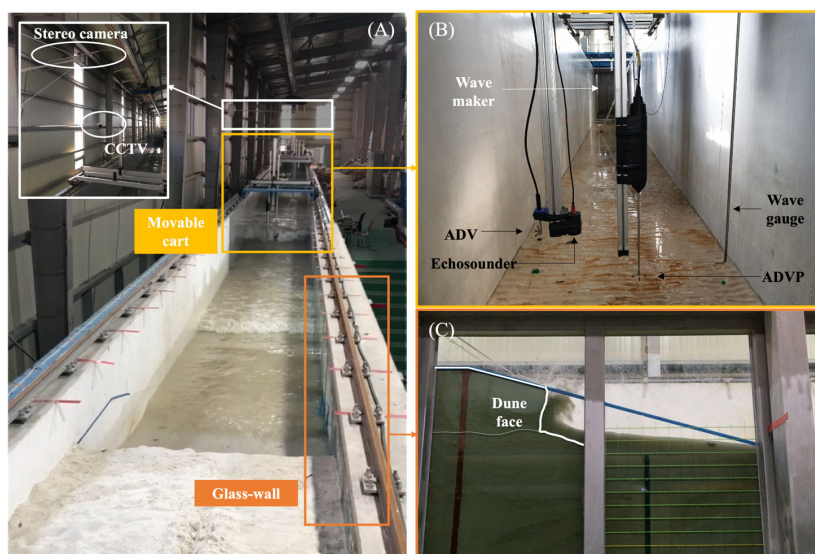 Stereo camera
CCTV
(A)
Movable
cart
Glass-wall
(B)
Wave
maker
ADV
Echosounder
Wave
gauge
ADVP
(C)
Dune
face